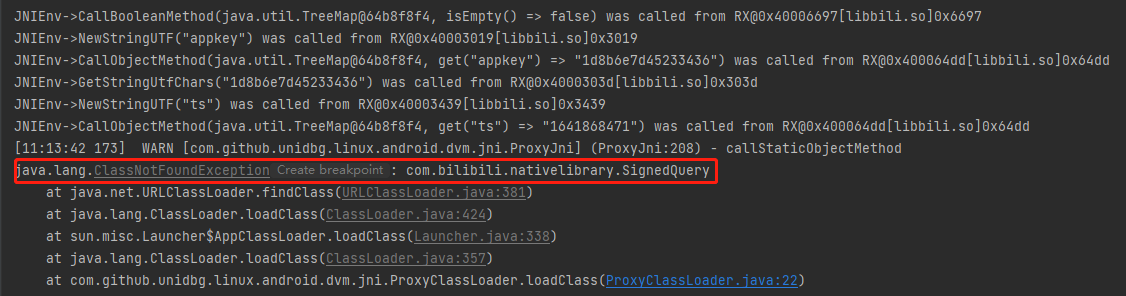 JNIEnv->CallBooleanMethod(java.util.TreeMap@64b8f8f4, isEmpty() => false) was called from RX@0x40006697[libbili.so]0x6697
JNIEnv->NewStringUTF("appkey") was called from RX@0x40003019[libbili.so]0x3019
JNIEnv->CallObjectMethod(java.util.TreeMap@64b8f8f4, get("appkey") => "1d8b6e7d45233436") was called from RX@0x400064dd[libbili.so]0x64dd
JNIEnv->GetStringUtfChars("1d8b6e7d45233436") was called from RX@0x4000303d[libbili.so]0x303d
JNIEnv->NewStringUTF("ts") was called from RX@0x40003439[libbili.so]0x3439
JNIEnv->CallObjectMethod(java.util.TreeMap@64b8f8f4, get("ts") => "1641868471") was called from RX@0x400064dd[libbili.so]0x64dd
[11:13:42 173]  WARN [com.github.unidbg.linux.android.dvm.jni.ProxyJni] (ProxyJni:208) - callStaticObjectMethod
java.lang.ClassNotFoundException Create breakpoint : com.bilibili.nativelibrary.SignedQuery
    at java.net.URLClassLoader.findClass(URLClassLoader.java:381)
    at java.lang.ClassLoader.loadClass(ClassLoader.java:424)
    at sun.misc.Launcher$AppClassLoader.loadClass(Launcher.java:338)
    at java.lang.ClassLoader.loadClass(ClassLoader.java:357)
    at com.github.unidbg.linux.android.dvm.jni.ProxyClassLoader.loadClass(ProxyClassLoader.java:22)